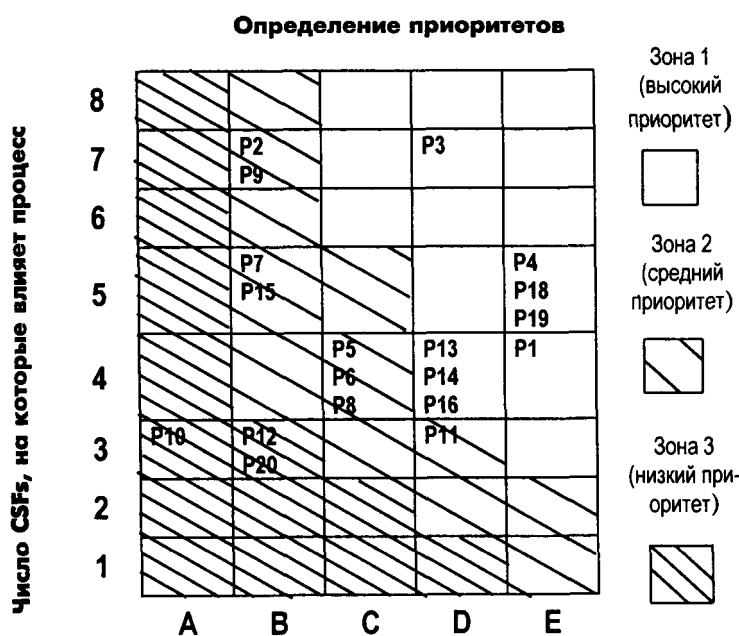 Определение приоритетов
Число CSFs, на которые влияет процесс
8
7
6
5
4
3
2
1
P2
P9
P3
P7
P15
P4
P18
P19
P5
P6
P8
P13
P14
P16
P1
P10
P12
P20
P11
A B C D E
Зона 1
(высокий
приоритет)
Зона 2
(средний
приоритет)
Зона 3
(низкий при-
оритет)